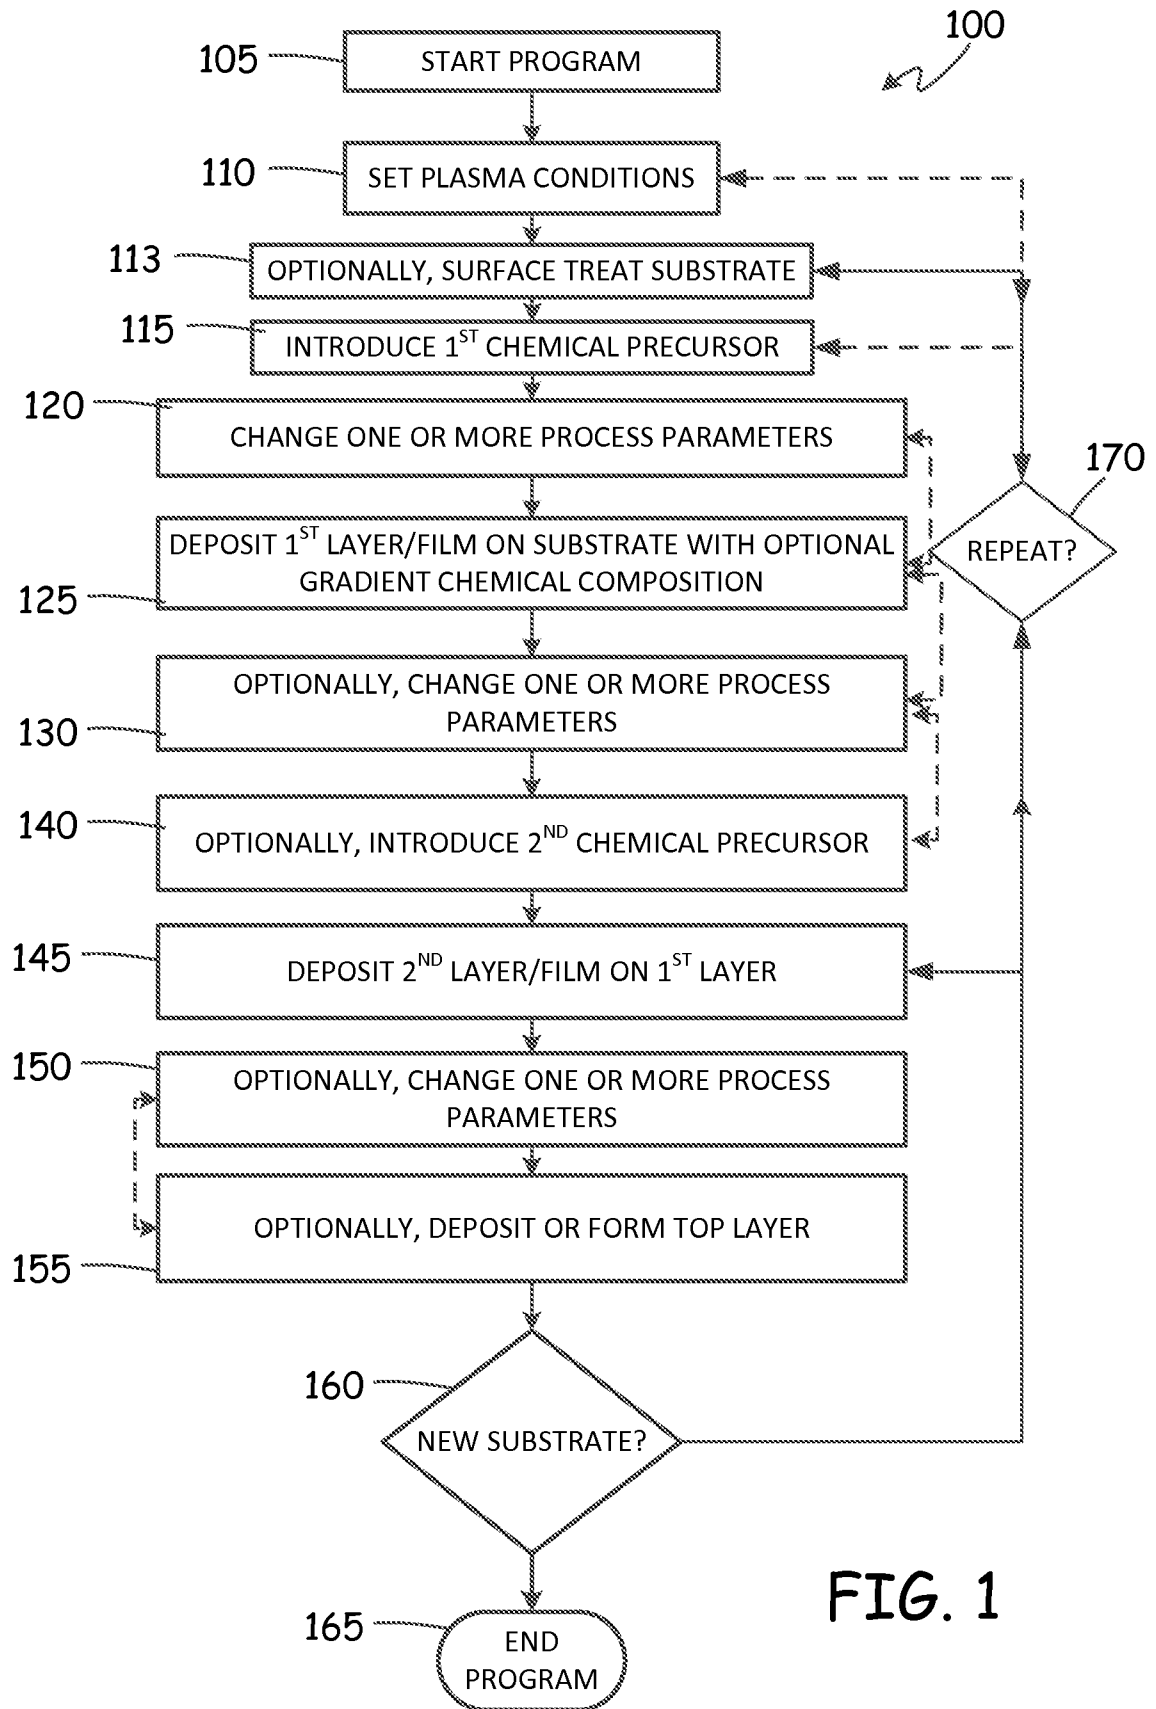 100
105
START PROGRAM
110
SET PLASMA CONDITIONS
113
OPTIONALLY, SURFACE TREAT SUBSTRATE
115
INTRODUCE 1ST CHEMICAL PRECURSOR
120
CHANGE ONE OR MORE PROCESS PARAMETERS
170
REPEAT?
DEPOSIT 1ST LAYER/FILM ON SUBSTRATE WITH OPTIONAL
GRADIENT CHEMICAL COMPOSITION
125
OPTIONALLY, CHANGE ONE OR MORE PROCESS
PARAMETERS
130
140
OPTIONALLY, INTRODUCE 2ND CHEMICAL PRECURSOR
145
DEPOSIT 2ND LAYER/FILM ON 1ST LAYER
150
OPTIONALLY, CHANGE ONE OR MORE PROCESS
PARAMETERS
OPTIONALLY, DEPOSIT OR FORM TOP LAYER
155
160
NEW SUBSTRATE?
165
END
PROGRAM
FIG. 1